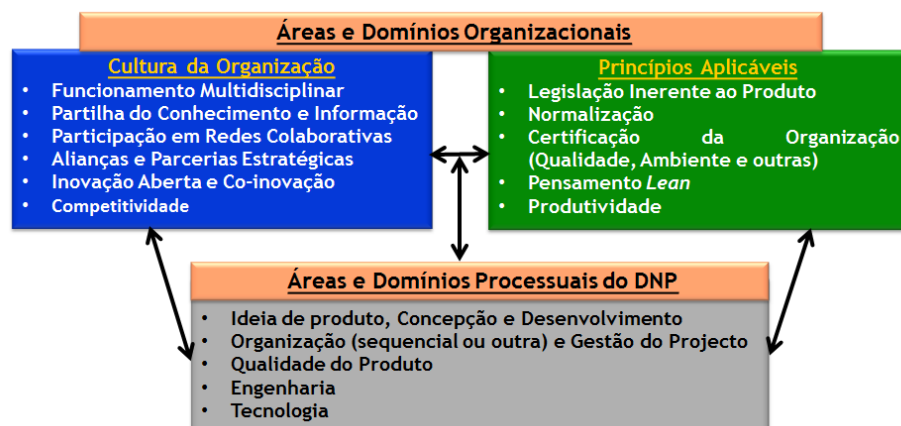 Áreas e Domínios Organizacionais
Cultura da Organização
• Funcionamento Multidisciplinar
• Partilha do Conhecimento e Informação
• Participação em Redes Colaborativas
• Alianças e Parcerias Estratégicas
• Inovação Aberta e Co-inovação
• Competitividade
Princípios Aplicáveis
• Legislação Inerente ao Produto
• Normalização
• Certificação da Organização
(Qualidade, Ambiente e outras)
• Pensamento Lean
• Produtividade
Áreas e Domínios Processuais do DNP
• Ideia de produto, Concepção e Desenvolvimento
• Organização (sequencial ou outra) e Gestão do Projecto
• Qualidade do Produto
• Engenharia
• Tecnologia